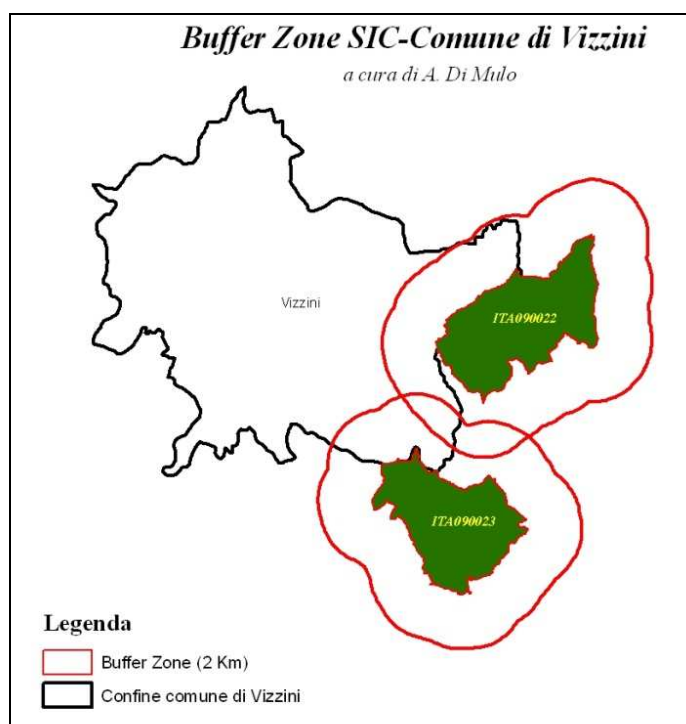 Buffer Zone SIC-Comune di Vizzini
a cura di A. Di Mulo
Vizzini
ITA090022
ITA090023
Legenda
Buffer Zone (2 Km)
Confine comune di Vizzini